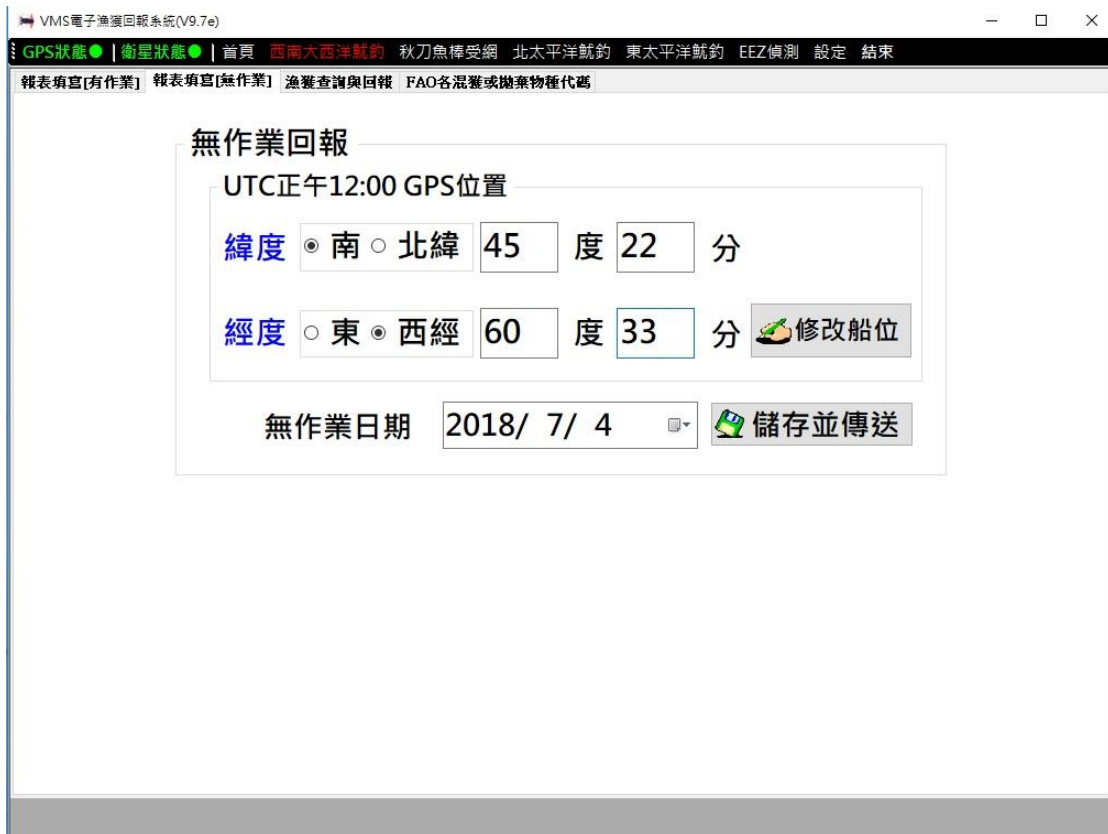 VMS電子漁獲回報系統(V9.7e)
GPS狀態●|衛星狀態●|首頁 西南大西洋魷釣 秋刀魚棒受網 北太平洋魷釣 東太平洋魷釣 EEZ偵測 設定 結束
報表填寫[有作業] 報表填寫[無作業] 漁獲查詢與回報 FAO各混獲或拋棄物種代碼
無作業回報
UTC正午12:00 GPS位置
緯度 南 北緯 45 度 22 分
經度 東 西經 60 度 33 分 修改船位
無作業日期 2018/ 7/ 4 儲存並傳送